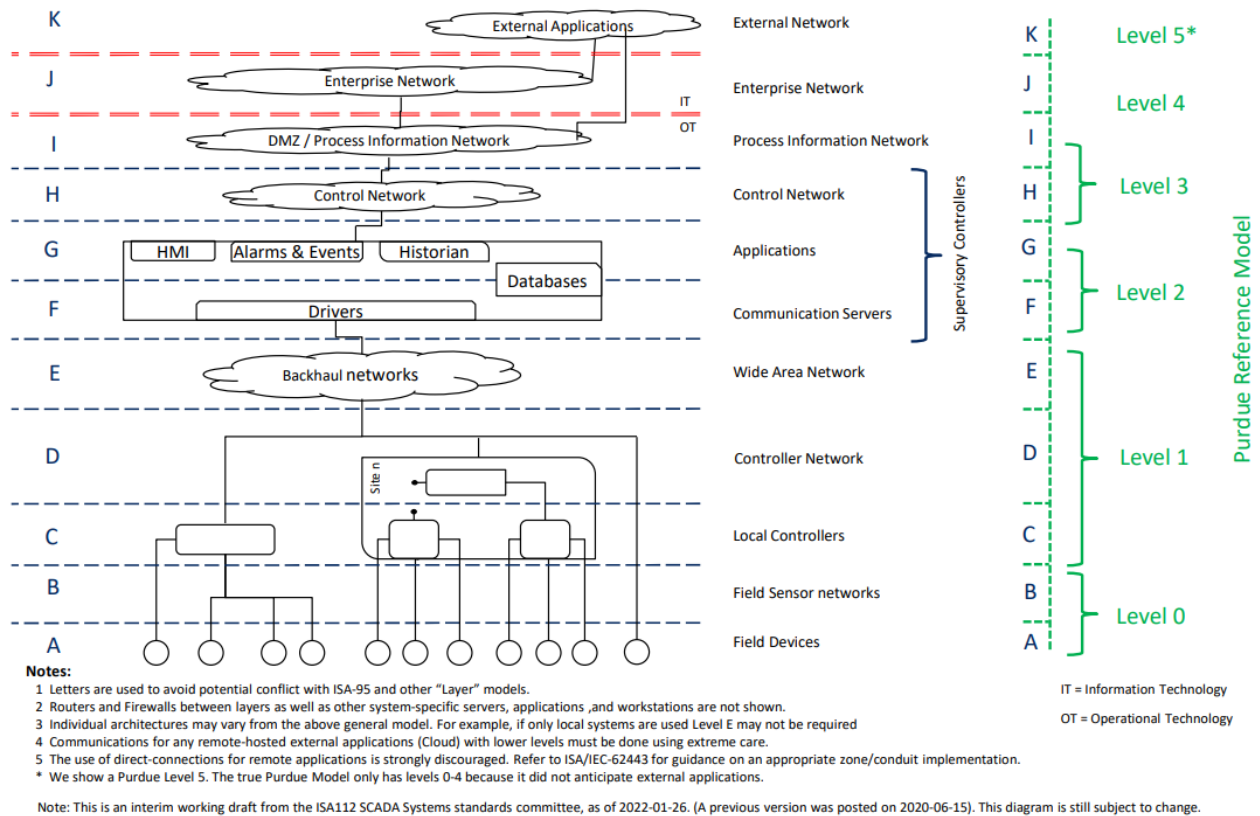 K
External Applications
External Network
K
Level 5*
J
Enterprise Network
Enterprise Network
J
Level 4
IT
OT
I
DMZ / Process Information Network
Process Information Network
I
H
Control Network
Control Network
H
Level 3
G
HMI
Alarms & Events
Historian
Applications
G
Databases
Level 2
F
Drivers
Communication Servers
F
Supervisory Controllers
Purdue Reference Model
E
Backhaul networks
Wide Area Network
E
D
Site n
Controller Network
D
Level 1
C
Local Controllers
C
B
Field Sensor networks
B
Level 0
A
Field Devices
A
Notes:
1 Letters are used to avoid potential conflict with ISA-95 and other “Layer” models.
2 Routers and Firewalls between layers as well as other system-specific servers, applications ,and workstations are not shown.
3 Individual architectures may vary from the above general model. For example, if only local systems are used Level E may not be required
4 Communications for any remote-hosted external applications (Cloud) with lower levels must be done using extreme care.
5 The use of direct-connections for remote applications is strongly discouraged. Refer to ISA/IEC-62443 for guidance on an appropriate zone/conduit implementation.
* We show a Purdue Level 5. The true Purdue Model only has levels 0-4 because it did not anticipate external applications.
IT = Information Technology
OT = Operational Technology
Note: This is an interim working draft from the ISA112 SCADA Systems standards committee, as of 2022-01-26. (A previous version was posted on 2020-06-15). This diagram is still subject to change.